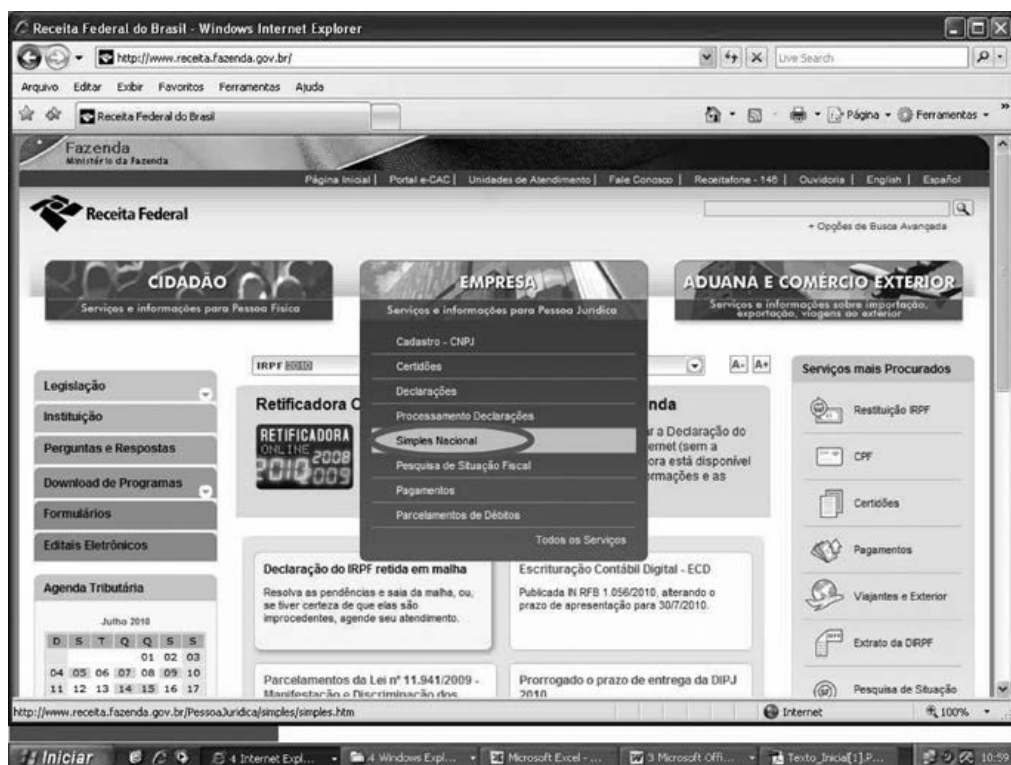 Receita Federal do Brasil - Windows Internet Explorer
http://www.receita.fazenda.gov.br/
Live Search
Arquivo Editar Exibir Favoritos Ferramentas Ajuda
Receita Federal do Brasil
Página Ferramentas
Fazenda
Ministério da Fazenda
Página Inicial | Portal e-CAC | Unidades de Atendimento | Fale Conosco | Receitafone - 146 | Ouvidoria | English | Español
Receita Federal
+ Opções de Busca Avançada
CIDADÃO
Serviços e informações para Pessoa Física
EMPRESA
Serviços e informações para Pessoa Jurídica
ADUANA E COMÉRCIO EXTERIOR
Serviços e informações sobre importação,
exportação, viagens ao exterior
Cadastro - CNPJ
Certidões
Declarações
Processamento Declarações
Simples Nacional
Pesquisa de Situação Fiscal
Pagamentos
Parcelamentos de Débitos
Todos os Serviços
Legislação
Instituição
Perguntas e Respostas
Download de Programas
Formulários
Editais Eletrônicos
Agenda Tributária
Julho 2010
D S T Q Q S S
01 02 03
04 05 06 07 08 09 10
11 12 13 14 15 16 17
IRPF 2010
A- A+
Retificadora
nda
RETIFICADORA
ONLINE 2008
2010 2009
ar a Declaração do
ernet (sem a
ora está disponível
ormações e as
Declaração do IRPF retida em malha
Resolva as pendências e saia da malha, ou,
se tiver certeza de que elas são
improcedentes, agende seu atendimento.
Escrituração Contábil Digital - ECD
Publicada IN RFB 1.056/2010, alterando o
prazo de apresentação para 30/7/2010.
Parcelamentos da Lei nº 11.941/2009 -
Manifestação e Discriminação dos
Prorrogado o prazo de entrega da DIPJ
2010
Serviços mais Procurados
Restituição IRPF
CPF
Certidões
Pagamentos
Viajantes e Exterior
Extrato da DIRPF
Pesquisa de Situação
http://www.receita.fazenda.gov.br/PessoaJuridica/simples/simples.htm
Internet
100%
Iniciar
4 Internet Expl...
4 Windows Expl...
Microsoft Excel - ...
3 Microsoft Offi...
Texto_Inicial[1].P...
10:59